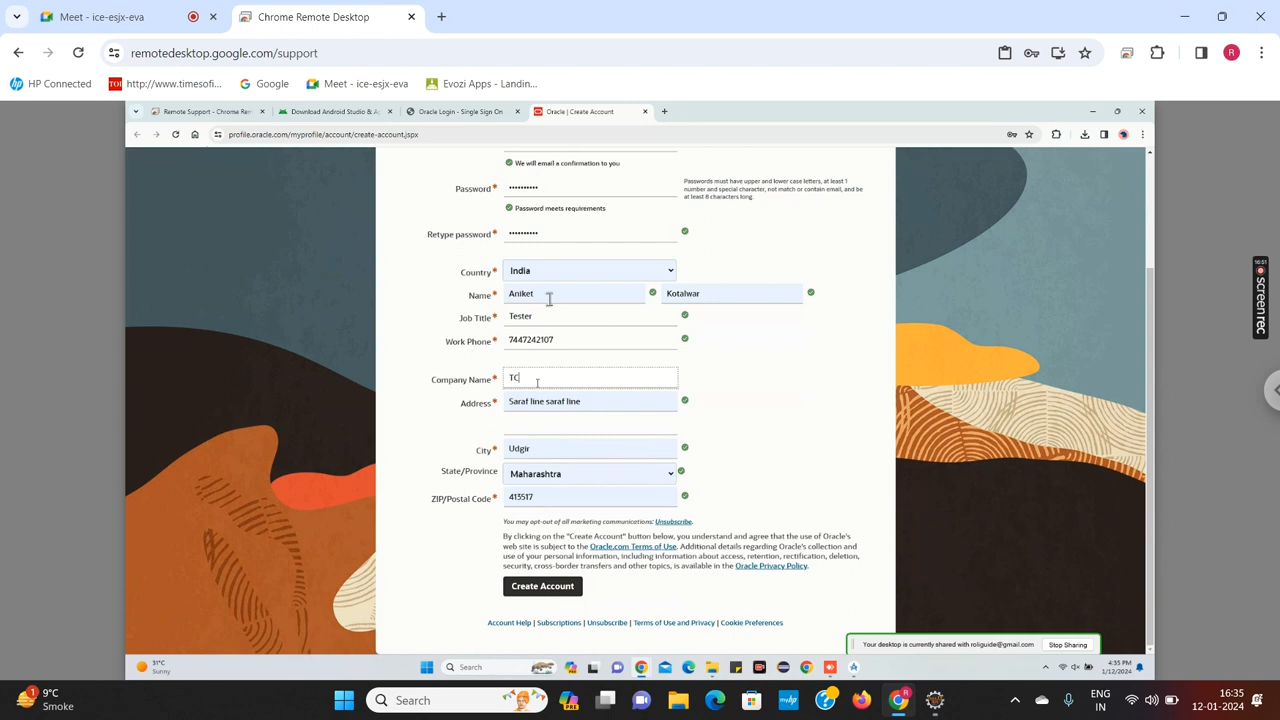 Meet - ice-esjx-eva
Chrome Remote Desktop
remotedesktop.google.com/support
R
HP Connected
http://www.timesofi...
Google
Meet - ice-esjx-eva
Evozi Apps - Landin...
Remote Support - Chrome Rem
Download Android Studio & A
Oracle Login - Single Sign On
Oracle | Create Account
profile.oracle.com/myprofile/account/create-account.jspx
We will email a confirmation to you
Password * •••••••••• Passwords must have upper and lower case letters, at least 1
number and special character, not match or contain email, and be
at least 8 characters long.
Password meets requirements
Retype password * ••••••••••
Country * India
Name * Aniket Kotalwar
Job Title * Tester
Work Phone * 7447242107
Company Name * TC
Address * Saraf line saraf line
City * Udgir
State/Province Maharashtra
ZIP/Postal Code * 413517
You may opt-out of all marketing communications: Unsubscribe.
By clicking on the "Create Account" button below, you understand and agree that the use of Oracle's
web site is subject to the Oracle.com Terms of Use. Additional details regarding Oracle's collection and
use of your personal information, including information about access, retention, rectification, deletion,
security, cross-border transfers and other topics, is available in the Oracle Privacy Policy.
Create Account
Account Help | Subscriptions | Unsubscribe | Terms of Use and Privacy | Cookie Preferences
Your desktop is currently shared with roliguide@gmail.com Stop Sharing
16:51
screenrec
31°C
Sunny
Search
4:35 PM
1/12/2024
1
9°C
Smoke
Search
ENG
IN
16:35
12-01-2024